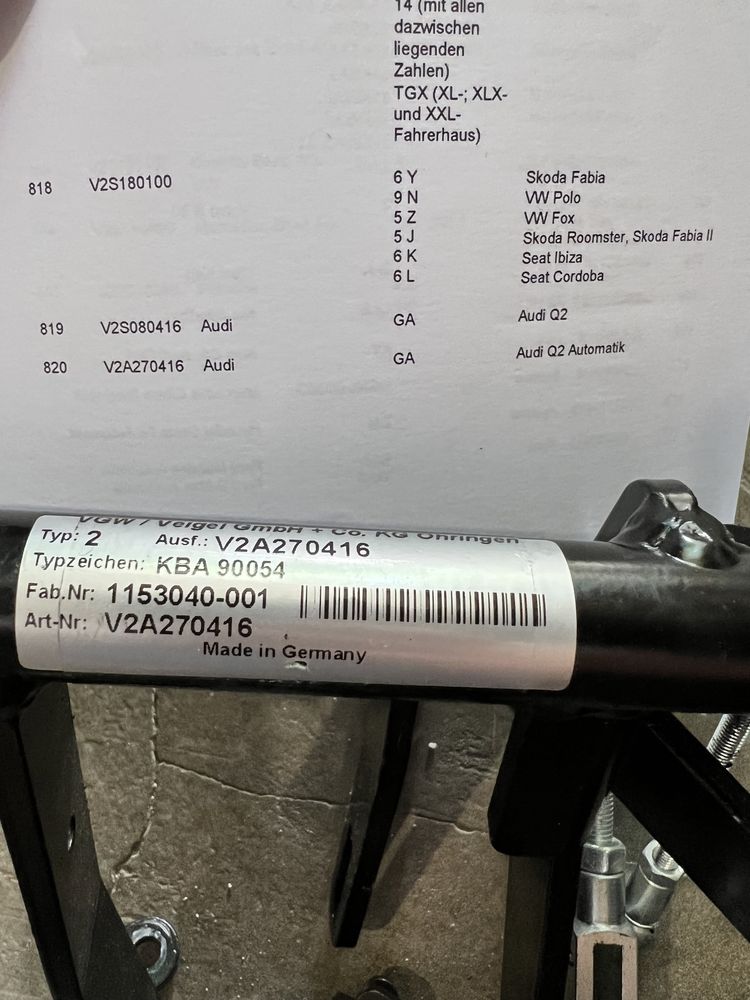 14 (mit allen
dazwischen
liegenden
Zahlen)
TGX (XL-; XLX-
und XXL-
Fahrerhaus)
818 V2S180100 6 Y Skoda Fabia
9 N VW Polo
5 Z VW Fox
5 J Skoda Roomster, Skoda Fabia II
6 K Seat Ibiza
6 L Seat Cordoba
819 V2S080416 Audi GA Audi Q2
820 V2A270416 Audi GA Audi Q2 Automatik
VGW / Veigel GmbH + Co. KG Öhringen
Typ: 2 Ausf.: V2A270416
Typzeichen: KBA 90054
Fab.Nr: 1153040-001
Art-Nr: V2A270416
Made in Germany